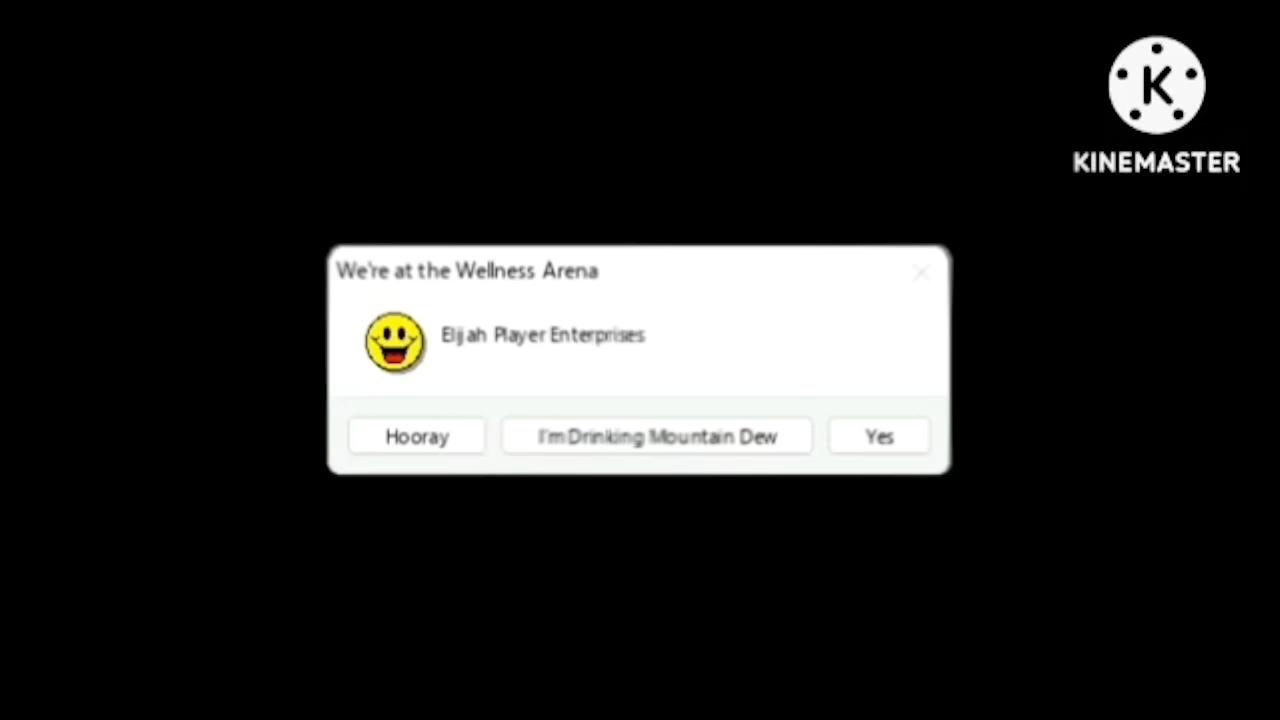 K
KINEMASTER
We're at the Wellness Arena
Elijah Player Enterprises
Hooray
I'm Drinking Mountain Dew
Yes